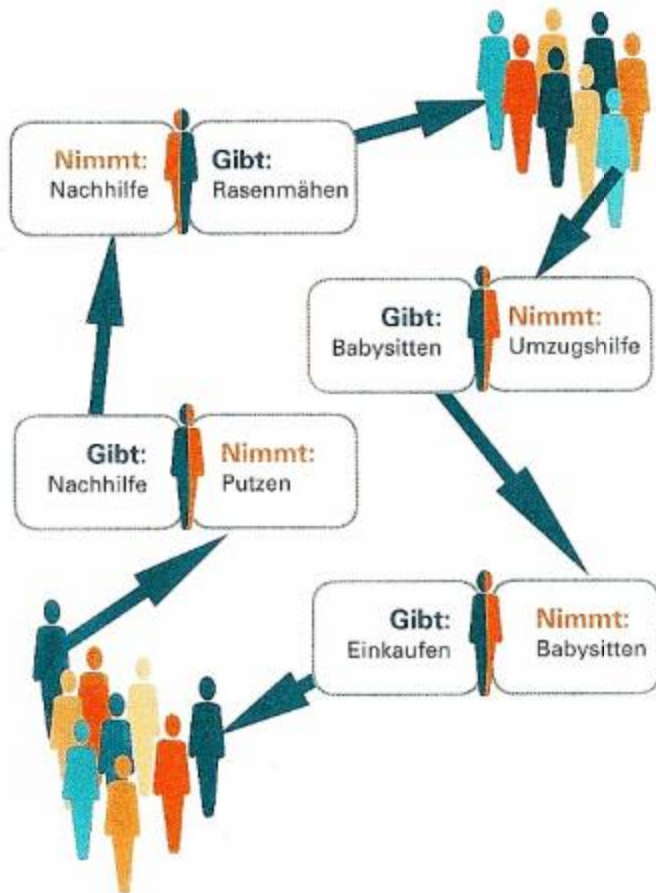 Nimmt:
Nachhilfe
Gibt:
Rasenmähen
Gibt:
Babysitten
Nimmt:
Umzugshilfe
Gibt:
Nachhilfe
Nimmt:
Putzen
Gibt:
Einkaufen
Nimmt:
Babysitten